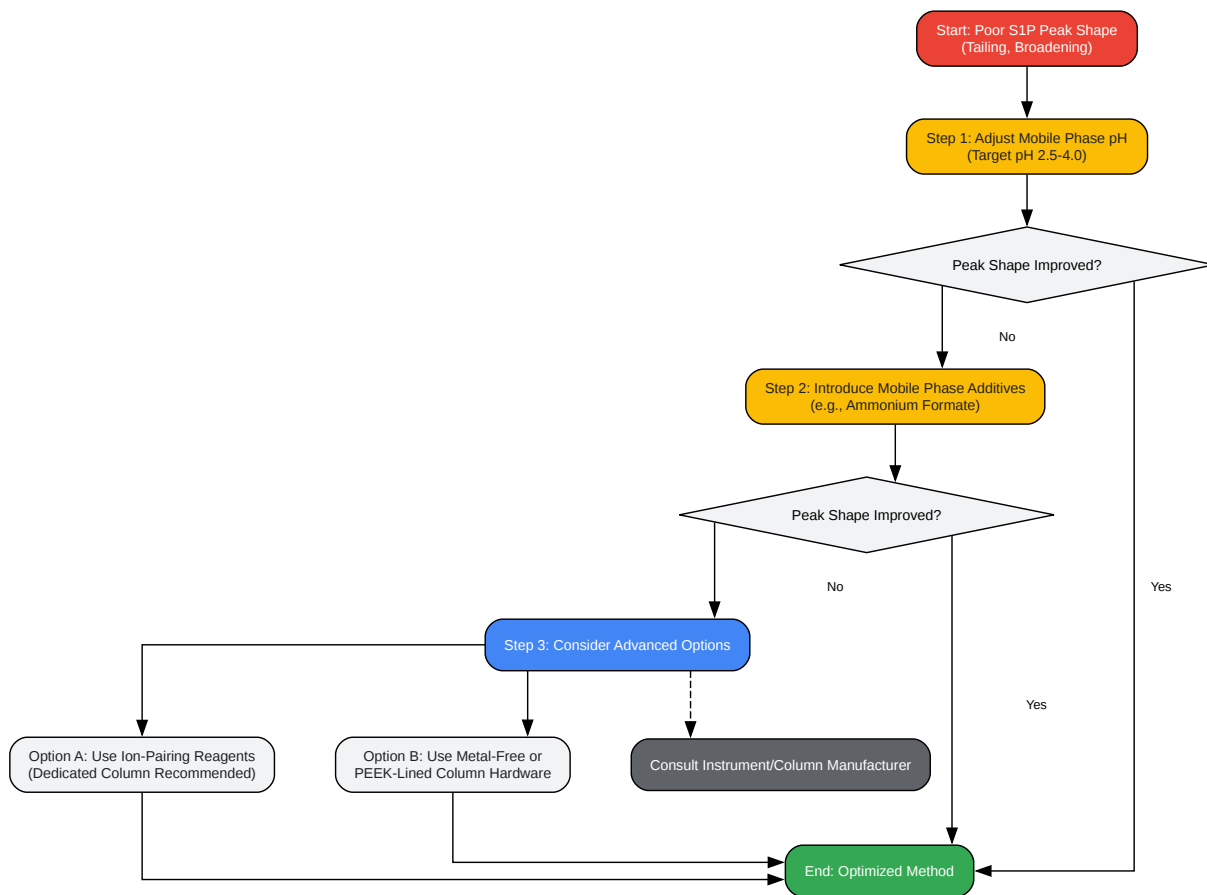 Start: Poor S1P Peak Shape
(Tailing, Broadening)
Step 1: Adjust Mobile Phase pH
(Target pH 2.5-4.0)
Peak Shape Improved?
No
Step 2: Introduce Mobile Phase Additives
(e.g., Ammonium Formate)
Peak Shape Improved?
No
Yes
Step 3: Consider Advanced Options
Yes
Option A: Use Ion-Pairing Reagents
(Dedicated Column Recommended)
Option B: Use Metal-Free or
PEEK-Lined Column Hardware
Consult Instrument/Column Manufacturer
End: Optimized Method